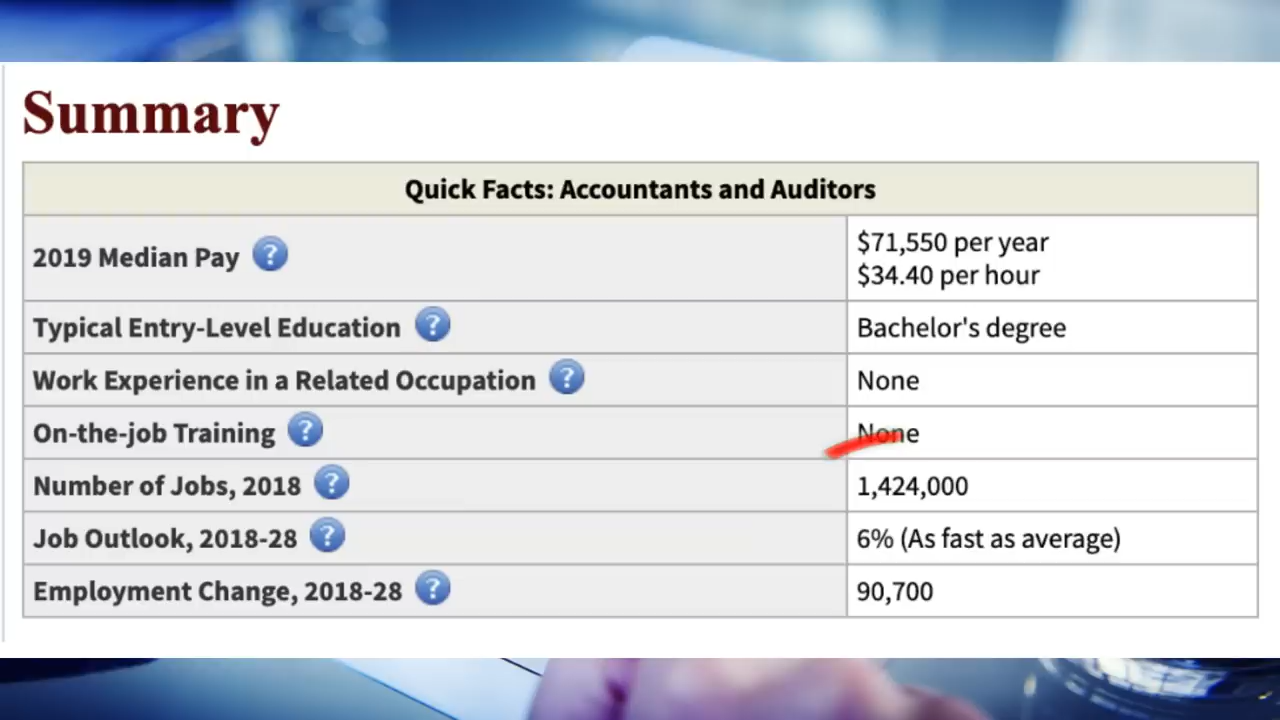 Summary
Quick Facts: Accountants and Auditors
2019 Median Pay ?
$71,550 per year
$34.40 per hour
Typical Entry-Level Education ?
Bachelor's degree
Work Experience in a Related Occupation ?
None
On-the-job Training ?
None
Number of Jobs, 2018 ?
1,424,000
Job Outlook, 2018-28 ?
6% (As fast as average)
Employment Change, 2018-28 ?
90,700